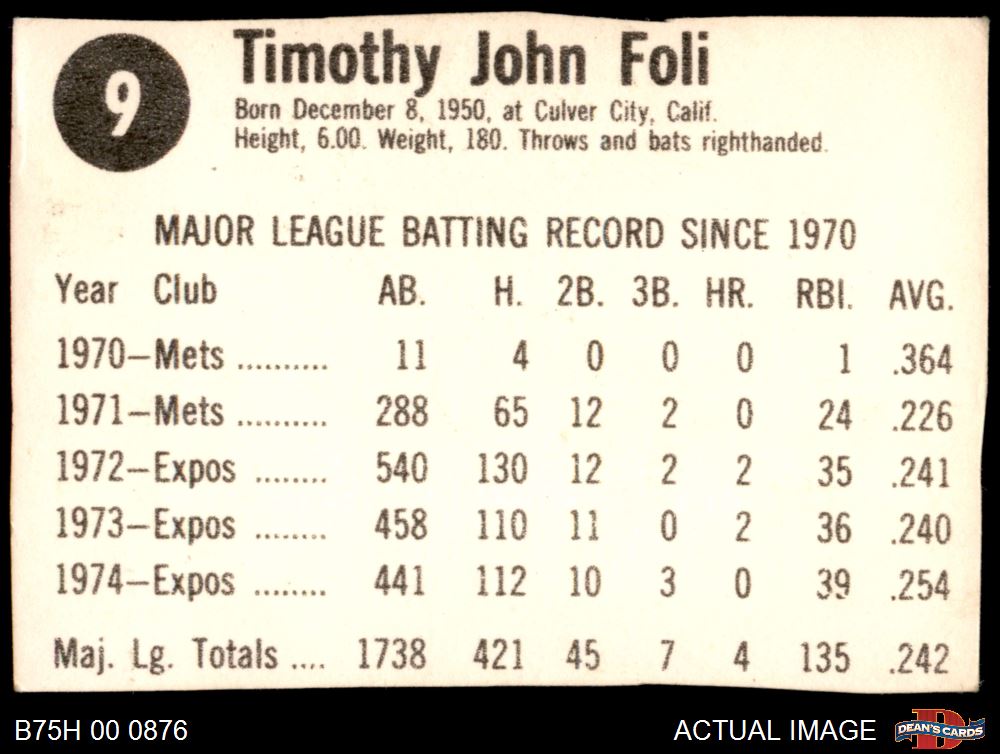 9
Timothy John Foli
Born December 8, 1950, at Culver City, Calif.
Height, 6.00. Weight, 180. Throws and bats righthanded.
MAJOR LEAGUE BATTING RECORD SINCE 1970
Year Club AB. H. 2B. 3B. HR. RBI. AVG.
1970—Mets .......... 11 4 0 0 0 1 .364
1971—Mets .......... 288 65 12 2 0 24 .226
1972—Expos ........ 540 130 12 2 2 35 .241
1973—Expos ........ 458 110 11 0 2 36 .240
1974—Expos ........ 441 112 10 3 0 39 .254
Maj. Lg. Totals .... 1738 421 45 7 4 135 .242
B75H 00 0876 ACTUAL IMAGE DEAN'S CARDS